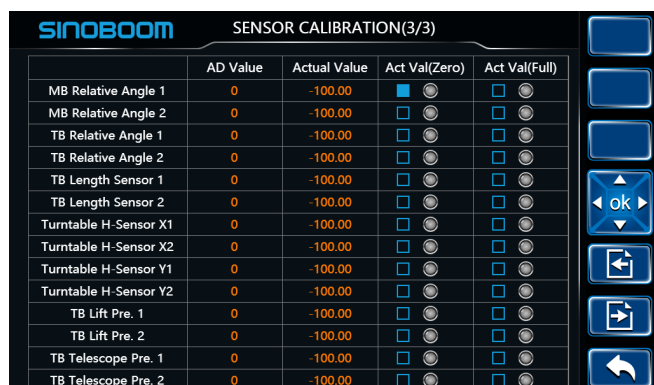 SINOBOOM SENSOR CALIBRATION(3/3)
AD Value Actual Value Act Val(Zero) Act Val(Full)
MB Relative Angle 1 0 -100.00
MB Relative Angle 2 0 -100.00
TB Relative Angle 1 0 -100.00
TB Relative Angle 2 0 -100.00
TB Length Sensor 1 0 -100.00
TB Length Sensor 2 0 -100.00
Turntable H-Sensor X1 0 -100.00
Turntable H-Sensor X2 0 -100.00
Turntable H-Sensor Y1 0 -100.00
Turntable H-Sensor Y2 0 -100.00
TB Lift Pre. 1 0 -100.00
TB Lift Pre. 2 0 -100.00
TB Telescope Pre. 1 0 -100.00
TB Telescope Pre. 2 0 -100.00
ok